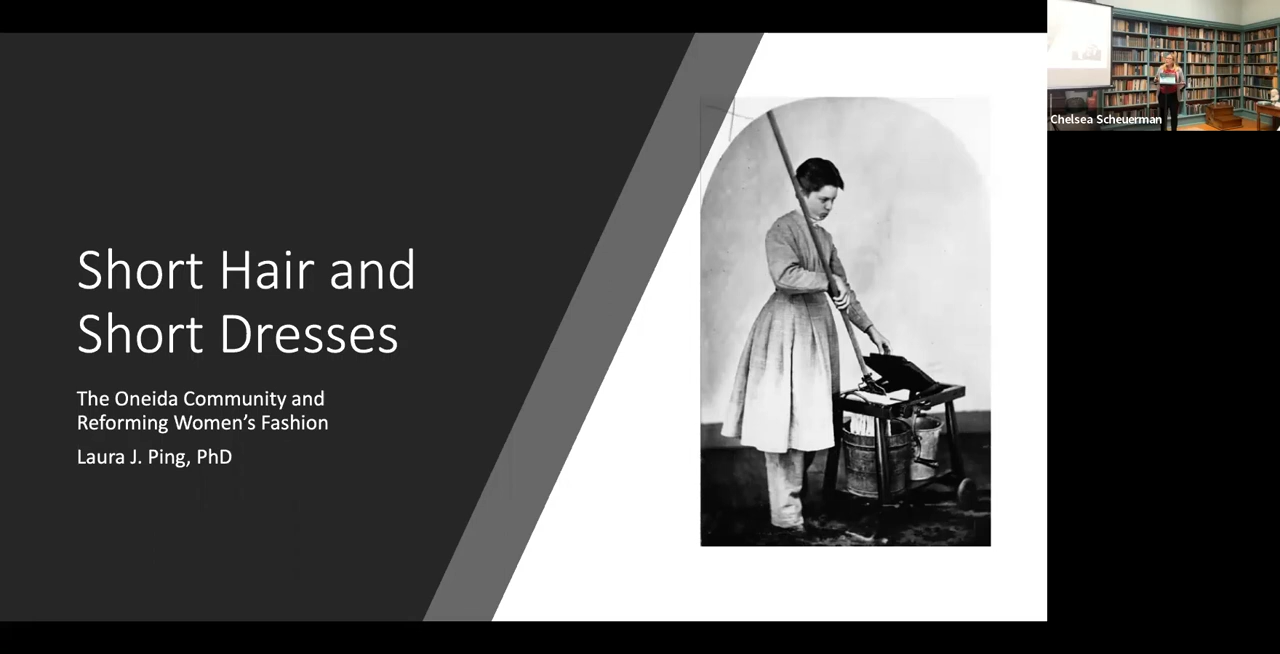 Short Hair and
Short Dresses
The Oneida Community and
Reforming Women’s Fashion
Laura J. Ping, PhD
Chelsea Scheuerman